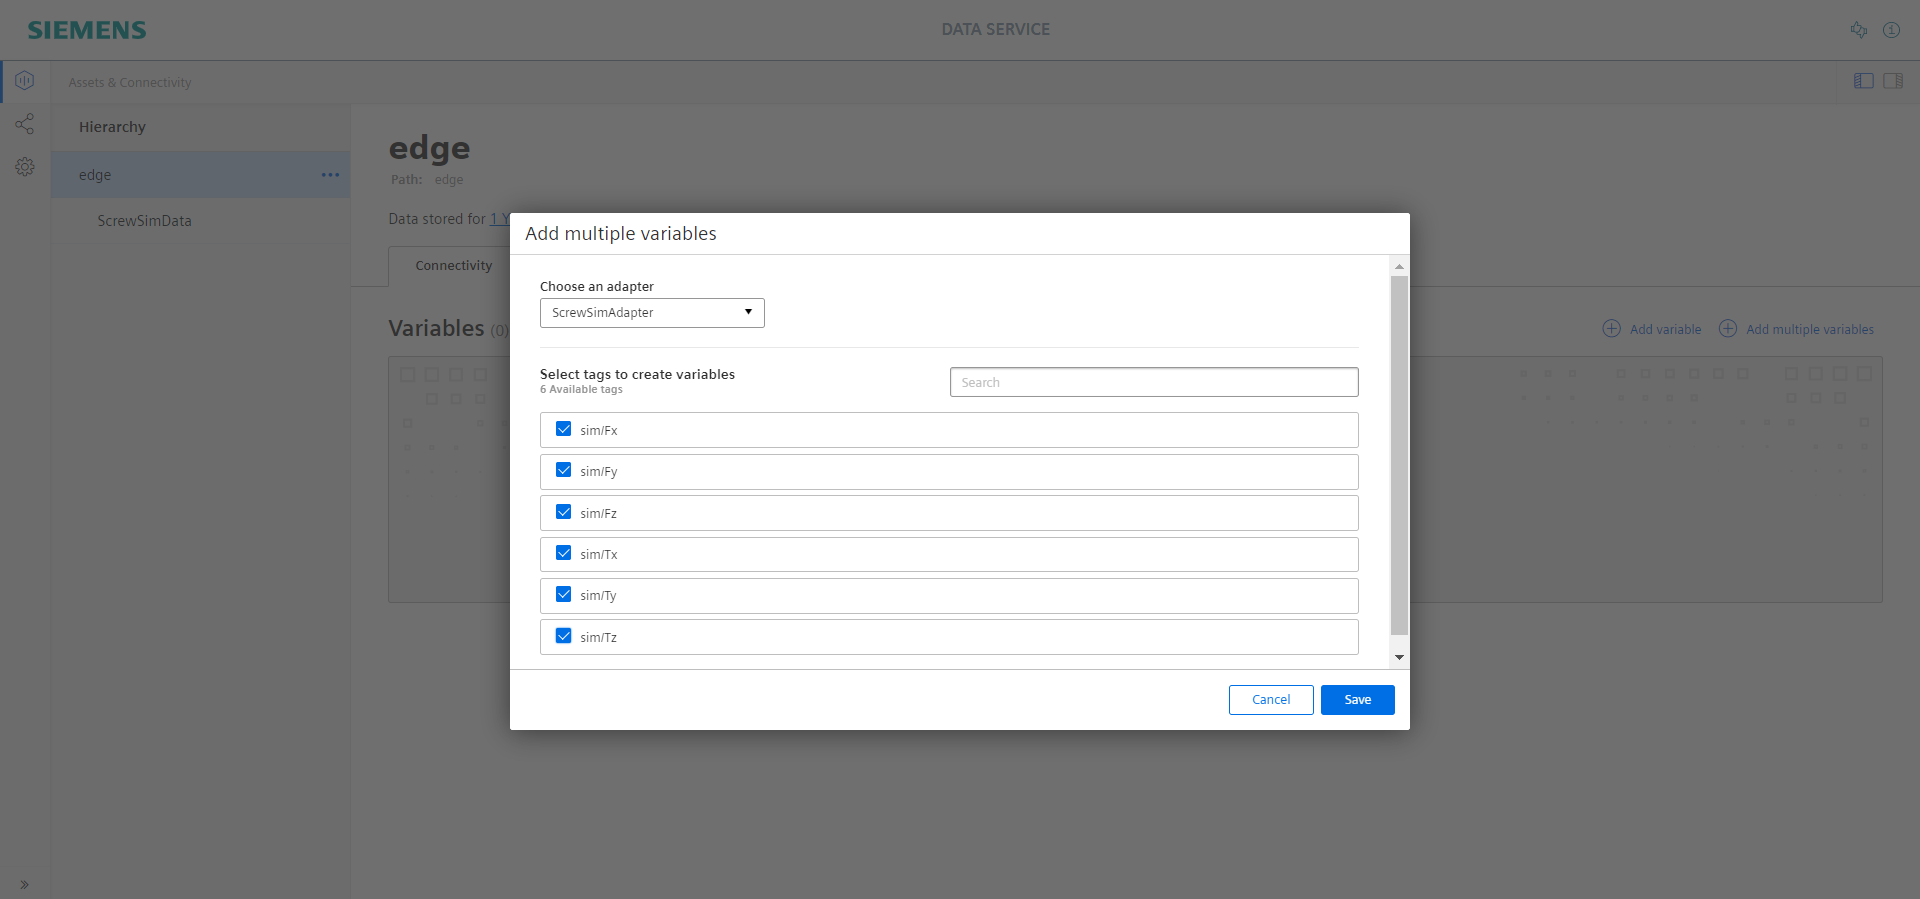 SIEMENS
DATA SERVICE
Assets & Connectivity
Hierarchy
edge
ScrewSimData
edge
Path: edge
Data stored for 1 Y
Connectivity
Variables (0)
Add variable
Add multiple variables
Add multiple variables
Choose an adapter
ScrewSimAdapter
Select tags to create variables
6 Available tags
Search
sim/Fx
sim/Fy
sim/Fz
sim/Tx
sim/Ty
sim/Tz
Cancel
Save